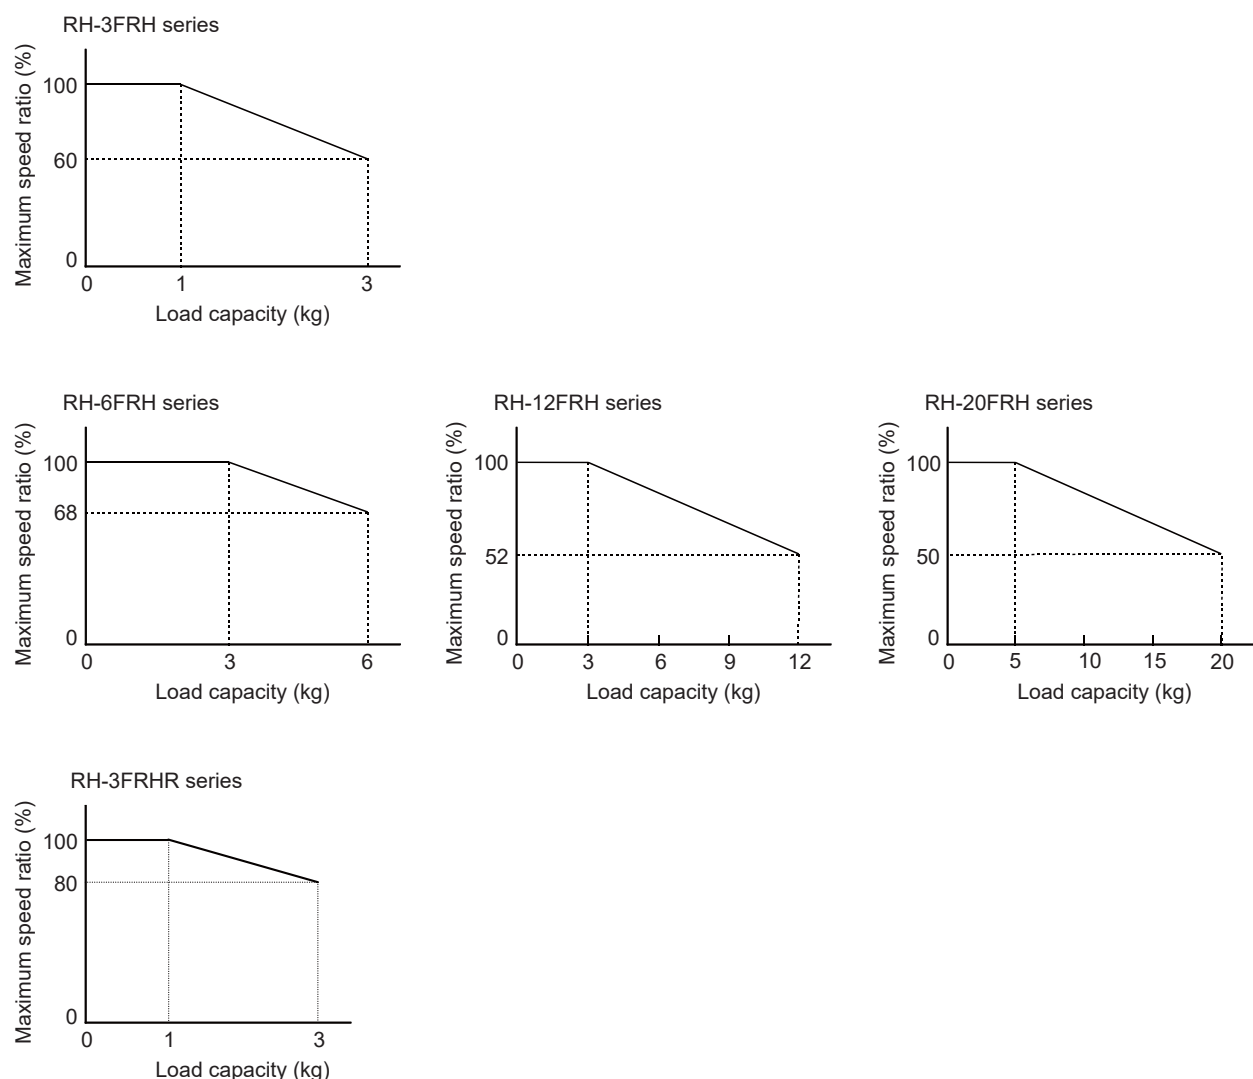 RH-3FRH series
Maximum speed ratio (%)
100
60
0
0 1 3
Load capacity (kg)
RH-6FRH series
Maximum speed ratio (%)
100
68
0
0 3 6
Load capacity (kg)
RH-12FRH series
Maximum speed ratio (%)
100
52
0
0 3 6 9 12
Load capacity (kg)
RH-20FRH series
Maximum speed ratio (%)
100
50
0
0 5 10 15 20
Load capacity (kg)
RH-3FRHR series
Maximum speed ratio (%)
100
80
0
0 1 3
Load capacity (kg)